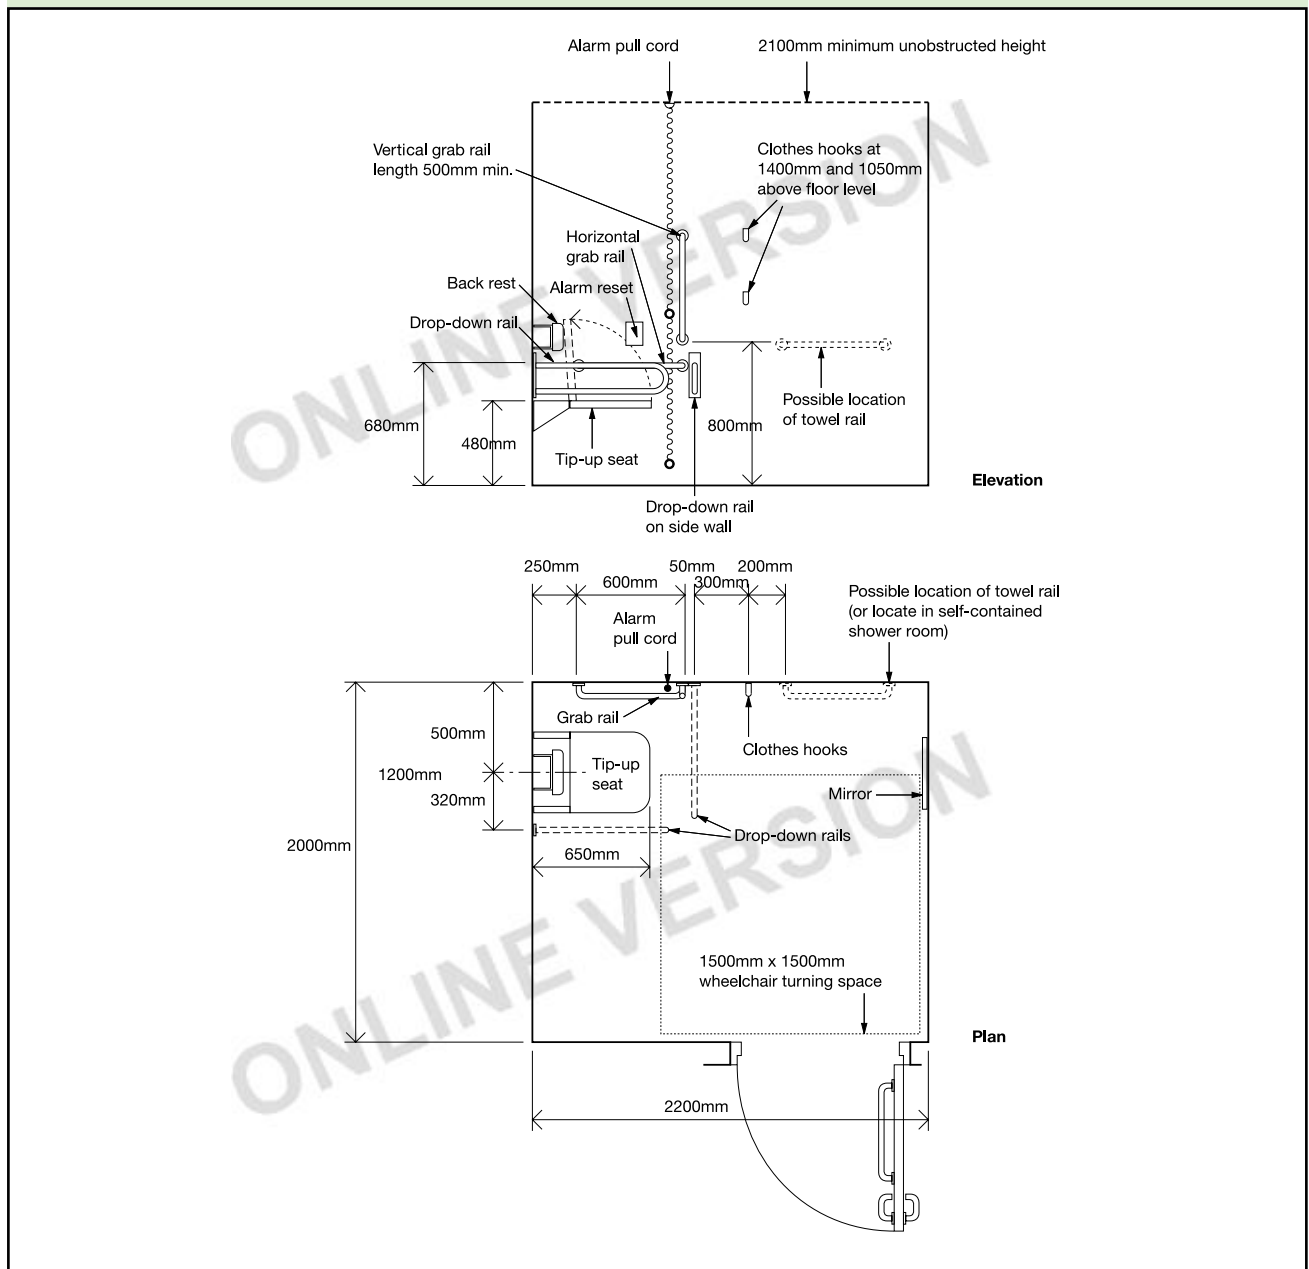 Alarm pull cord
2100mm minimum unobstructed height
Vertical grab rail
length 500mm min.
Clothes hooks at
1400mm and 1050mm
above floor level
Horizontal
grab rail
Back rest
Alarm reset
Drop-down rail
Possible location
of towel rail
680mm
480mm
800mm
Tip-up seat
Elevation
Drop-down rail
on side wall
250mm
600mm
50mm
300mm
200mm
Possible location of towel rail
(or locate in self-contained
shower room)
Alarm
pull cord
500mm
Grab rail
Clothes hooks
1200mm
Tip-up
seat
320mm
Mirror
2000mm
Drop-down rails
650mm
1500mm x 1500mm
wheelchair turning space
Plan
2200mm
ONLINE VERSION
ONLINE VERSION